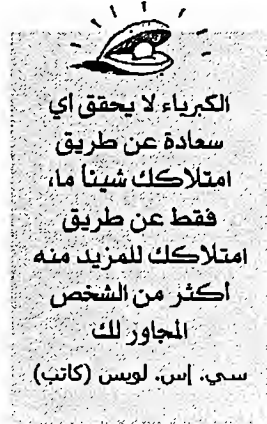 الكبرياء لا يحقق أي
سعادة عن طريق
امتلاكك شيئاً ما،
فقط عن طريق
امتلاكك للمزيد منه
أكثر من الشخص
المجاور لك
سي. إس. لويس (كاتب)